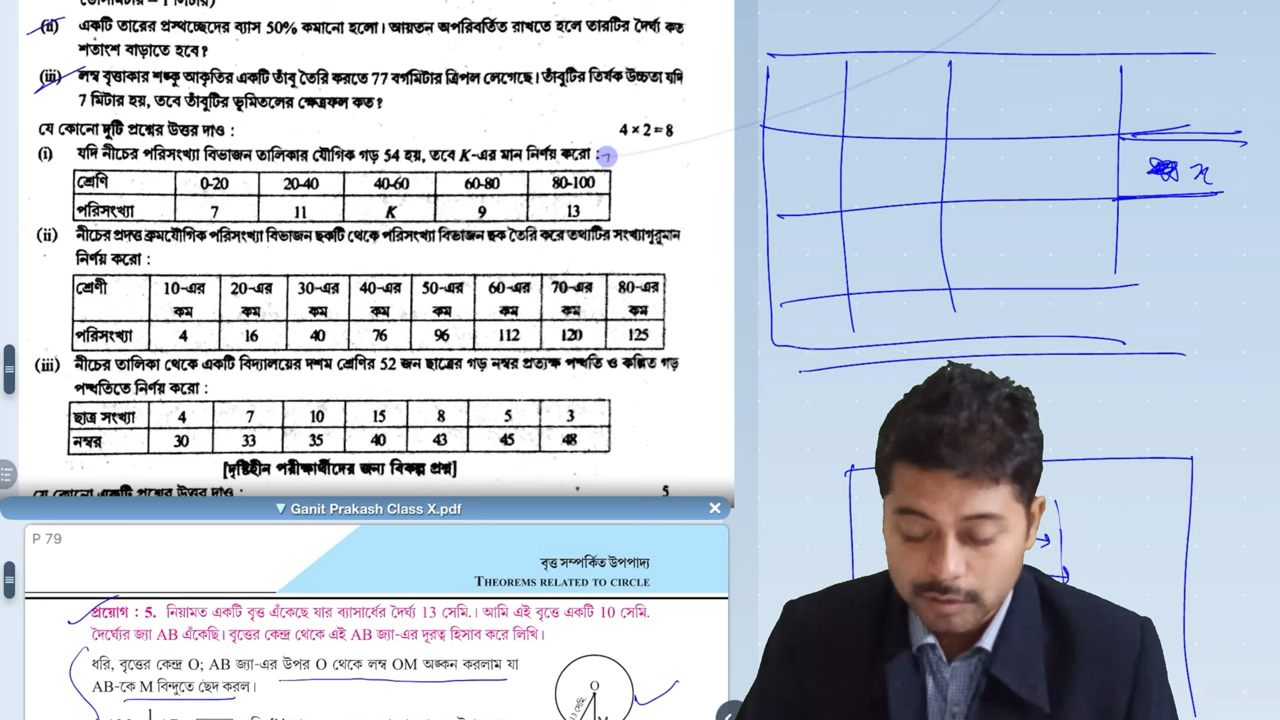 (ii) একটি তারের প্রস্থচ্ছেদের ব্যাস 50% কমানো হলো। আয়তন অপরিবর্তিত রাখতে হলে তারটির দৈর্ঘ্য কত
শতাংশ বাড়াতে হবে?
(iii) লম্ব বৃত্তাকার শঙ্কু আকৃতির একটি তাঁবু তৈরি করতে 77 বর্গমিটার ত্রিপল লেগেছে। তাঁবুটির তির্যক উচ্চতা যদি
7 মিটার হয়, তবে তাঁবুটির ভূমিতলের ক্ষেত্রফল কত?
যে কোনো দুটি প্রশ্নের উত্তর দাও : 4 × 2 = 8
(i) যদি নীচের পরিসংখ্যা বিভাজন তালিকার যৌগিক গড় 54 হয়, তবে K-এর মান নির্ণয় করো :
শ্রেণি 0-20 20-40 40-60 60-80 80-100
পরিসংখ্যা 7 11 K 9 13
(ii) নীচের প্রদত্ত ক্রমযৌগিক পরিসংখ্যা বিভাজন ছকটি থেকে পরিসংখ্যা বিভাজন ছক তৈরি করে তথ্যটির সংখ্যাগুরুমান
নির্ণয় করো :
শ্রেণী 10-এর কম 20-এর কম 30-এর কম 40-এর কম 50-এর কম 60-এর কম 70-এর কম 80-এর কম
পরিসংখ্যা 4 16 40 76 96 112 120 125
(iii) নীচের তালিকা থেকে একটি বিদ্যালয়ের দশম শ্রেণির 52 জন ছাত্রের গড় নম্বর প্রত্যক্ষ পদ্ধতি ও কল্পিত গড়
পদ্ধতিতে নির্ণয় করো :
ছাত্র সংখ্যা 4 7 10 15 8 5 3
নম্বর 30 33 35 40 43 45 48
[দৃষ্টিহীন পরীক্ষার্থীদের জন্য বিকল্প প্রশ্ন]
যে কোনো একটি প্রশ্নের উত্তর দাও : 5
▼ Ganit Prakash Class X.pdf
P 79
বৃত্ত সম্পর্কিত উপপাদ্য
THEOREMS RELATED TO CIRCLE
প্রয়োগ : 5. নিয়ামত একটি বৃত্ত এঁকেছে যার ব্যাসার্ধের দৈর্ঘ্য 13 সেমি.। আমি এই বৃত্তে একটি 10 সেমি.
দৈর্ঘ্যের জ্যা AB এঁকেছি। বৃত্তের কেন্দ্র থেকে এই AB জ্যা-এর দূরত্ব হিসাব করে লিখি।
ধরি, বৃত্তের কেন্দ্র O; AB জ্যা-এর উপর O থেকে লম্ব OM অঙ্কন করলাম যা
AB-কে M বিন্দুতে ছেদ করল।
O
13 সেমি.
M
x